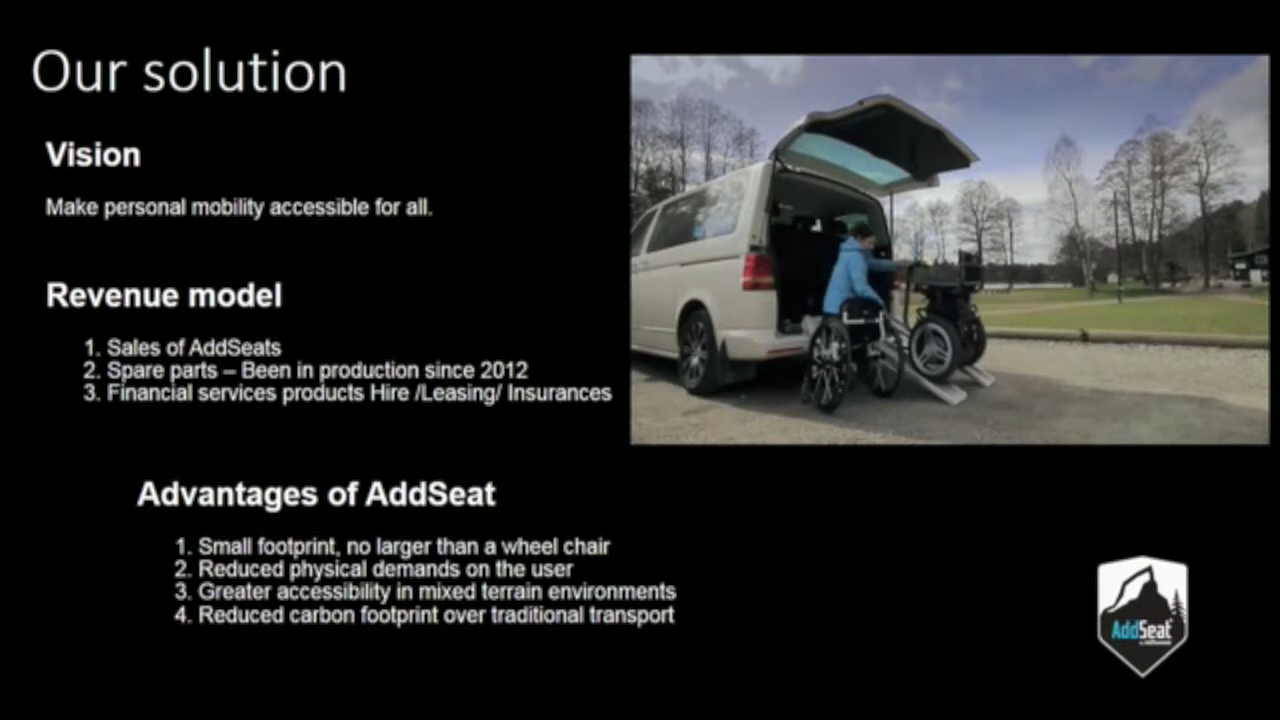 Our solution
Vision
Make personal mobility accessible for all.
Revenue model
1. Sales of AddSeats
2. Spare parts – Been in production since 2012
3. Financial services products Hire /Leasing/ Insurances
Advantages of AddSeat
1. Small footprint, no larger than a wheel chair
2. Reduced physical demands on the user
3. Greater accessibility in mixed terrain environments
4. Reduced carbon footprint over traditional transport
AddSeat